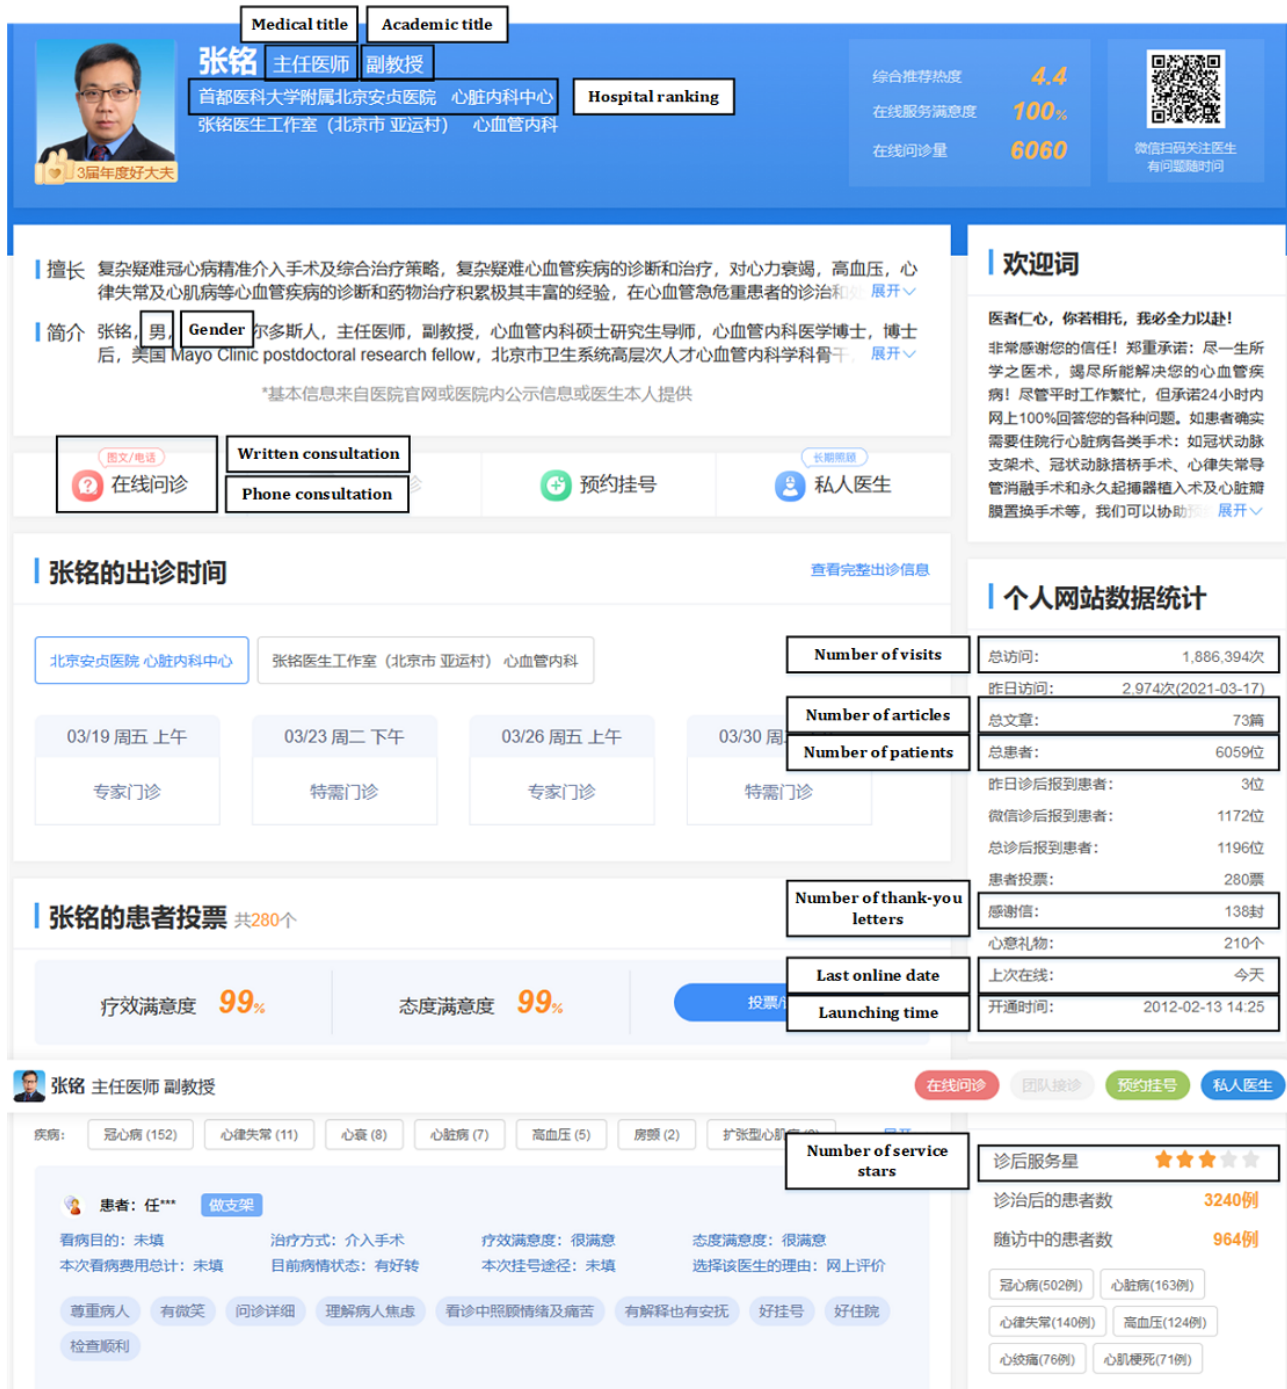 Medical title
Academic title
张铭 主任医师 副教授
首都医科大学附属北京安贞医院 心脏内科中心
Hospital ranking
张铭医生工作室（北京市 亚运村） 心血管内科
3届年度好大夫
综合推荐热度 4.4
在线服务满意度 100%
在线问诊量 6060
微信扫码关注医生
有问题随时问
擅长 复杂疑难冠心病精准介入手术及综合治疗策略，复杂疑难心血管疾病的诊断和治疗，对心力衰竭，高血压，心
律失常及心肌病等心血管疾病的诊断和药物治疗积累极其丰富的经验，在心血管急危重患者的诊治和 展开
简介 张铭，男， Gender 尔多斯人，主任医师，副教授，心血管内科硕士研究生导师，心血管内科医学博士，博士
后，美国 Mayo Clinic postdoctoral research fellow，北京市卫生系统高层次人才心血管内科学科骨干， 展开
*基本信息来自医院官网或医院内公示信息或医生本人提供
图文/电话
在线问诊
Written consultation
Phone consultation
诊
预约挂号
长期照顾
私人医生
欢迎词
医者仁心，你若相托，我必全力以赴！
非常感谢您的信任！郑重承诺：尽一生所
学之医术，竭尽所能解决您的心血管疾
病！尽管平时工作繁忙，但承诺24小时内
网上100%回答您的各种问题。如患者确实
需要住院行心脏病各类手术：如冠状动脉
支架术、冠状动脉搭桥手术、心律失常导
管消融手术和永久起搏器植入术及心脏瓣
膜置换手术等，我们可以协助 展开
张铭的出诊时间
查看完整出诊信息
北京安贞医院 心脏内科中心
张铭医生工作室（北京市 亚运村） 心血管内科
03/19 周五 上午
03/23 周二 下午
03/26 周五 上午
03/30 周
专家门诊
特需门诊
专家门诊
特需门诊
个人网站数据统计
Number of visits
总访问： 1,886,394次
昨日访问： 2,974次(2021-03-17)
Number of articles
总文章： 73篇
Number of patients
总患者： 6059位
昨日诊后报到患者： 3位
微信诊后报到患者： 1172位
总诊后报到患者： 1196位
患者投票： 280票
Number of thank-you
letters
感谢信： 138封
心意礼物： 210个
Last online date
上次在线： 今天
Launching time
开通时间： 2012-02-13 14:25
张铭的患者投票 共280个
疗效满意度 99%
态度满意度 99%
投票/
张铭 主任医师 副教授
在线问诊
团队接诊
预约挂号
私人医生
疾病： 冠心病 (152) 心律失常 (11) 心衰 (8) 心脏病 (7) 高血压 (5) 房颤 (2) 扩张型心肌
患者：任*** 做支架
看病目的：未填 治疗方式：介入手术 疗效满意度：很满意 态度满意度：很满意
本次看病费用总计：未填 目前病情状态：有好转 本次挂号途径：未填 选择该医生的理由：网上评价
尊重病人 有微笑 问诊详细 理解病人焦虑 看诊中照顾情绪及痛苦 有解释也有安抚 好挂号 好住院
检查顺利
Number of service
stars
诊后服务星
诊治后的患者数 3240例
随访中的患者数 964例
冠心病(502例) 心脏病(163例)
心律失常(140例) 高血压(124例)
心绞痛(76例) 心肌梗死(71例)